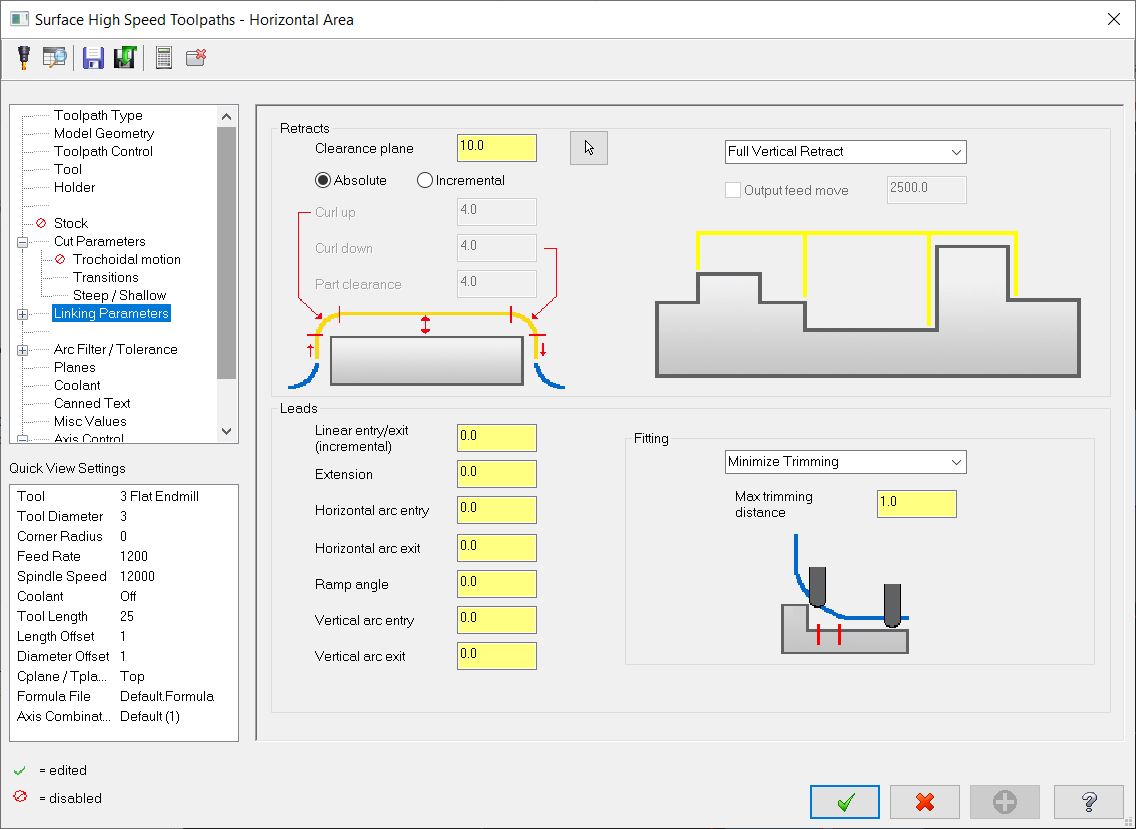 Surface High Speed Toolpaths - Horizontal Area
Toolpath Type
Model Geometry
Toolpath Control
Tool
Holder
Stock
Cut Parameters
Trochoidal motion
Transitions
Steep / Shallow
Linking Parameters
Arc Filter / Tolerance
Planes
Coolant
Canned Text
Misc Values
Axis Control
Quick View Settings
Tool 3 Flat Endmill
Tool Diameter 3
Corner Radius 0
Feed Rate 1200
Spindle Speed 12000
Coolant Off
Tool Length 25
Length Offset 1
Diameter Offset 1
Cplane / Tpla... Top
Formula File Default.Formula
Axis Combinat... Default (1)
= edited
= disabled
Retracts
Clearance plane 10.0
Absolute Incremental
Curl up 4.0
Curl down 4.0
Part clearance 4.0
Full Vertical Retract
Output feed move 2500.0
Leads
Linear entry/exit
(incremental) 0.0
Extension 0.0
Horizontal arc entry 0.0
Horizontal arc exit 0.0
Ramp angle 0.0
Vertical arc entry 0.0
Vertical arc exit 0.0
Fitting
Minimize Trimming
Max trimming
distance 1.0